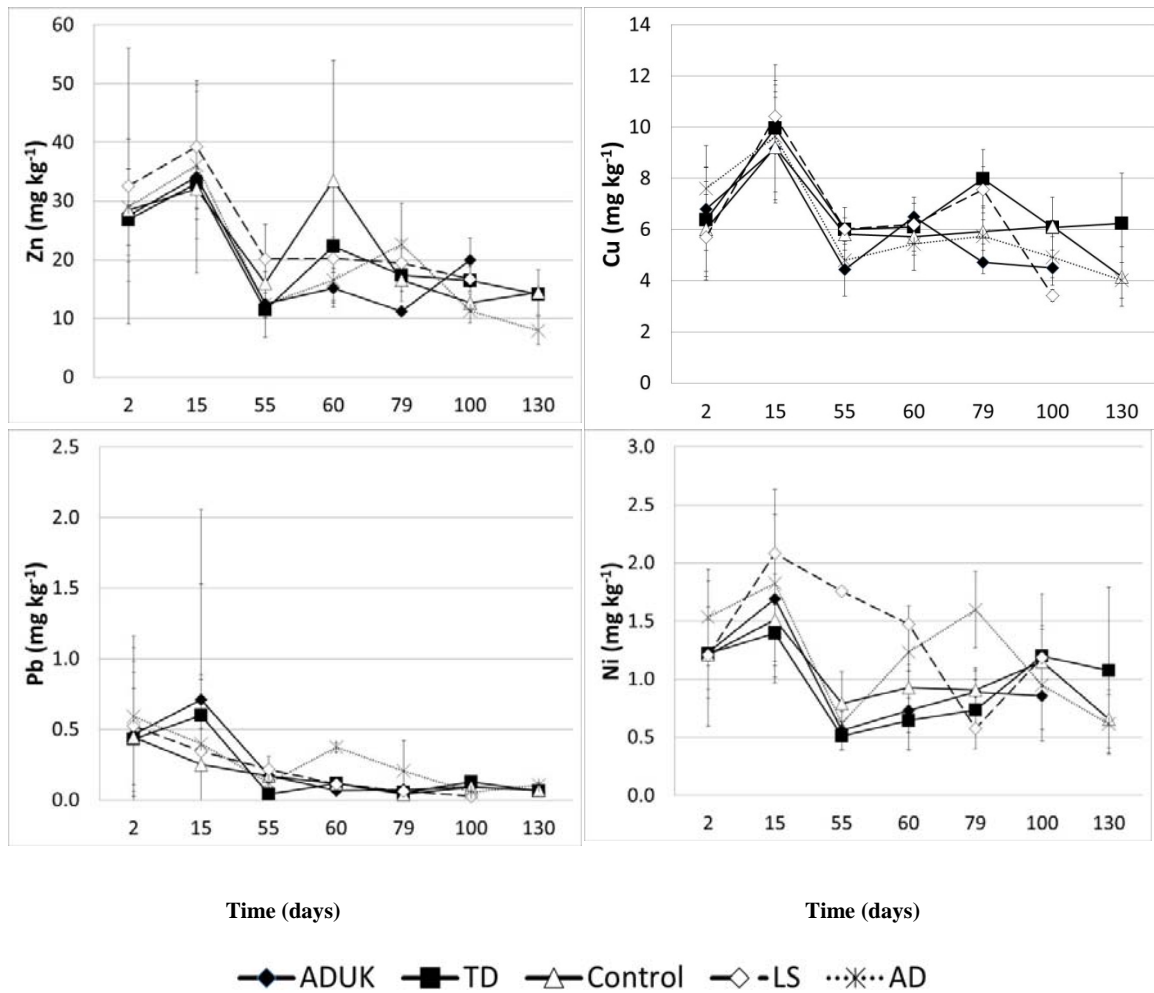 60
50
40
30
20
10
0
Zn (mg kg-1)
2 15 55 60 79 100 130
14
12
10
8
6
4
2
0
Cu (mg kg-1)
2 15 55 60 79 100 130
2.5
2.0
1.5
1.0
0.5
0.0
Pb (mg kg-1)
2 15 55 60 79 100 130
3.0
2.5
2.0
1.5
1.0
0.5
0.0
Ni (mg kg-1)
2 15 55 60 79 100 130
Time (days) Time (days)
ADUK TD Control LS AD